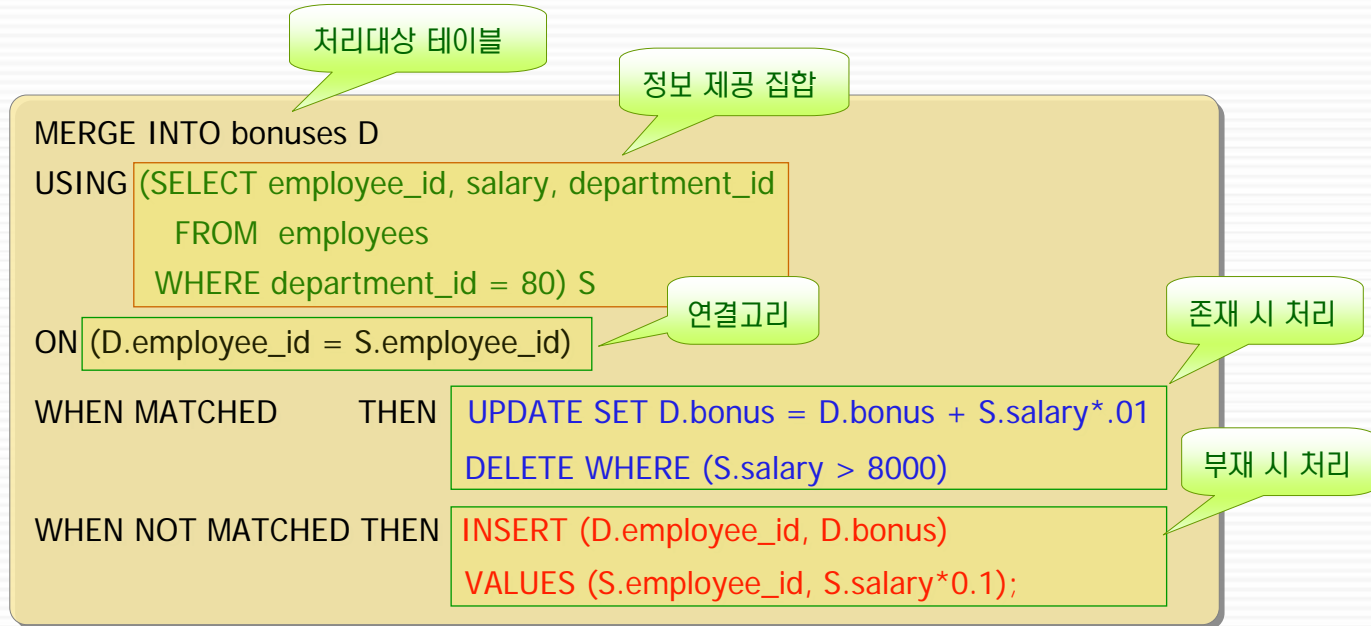 처리대상 테이블
정보 제공 집합
MERGE INTO bonuses D
USING (SELECT employee_id, salary, department_id
FROM employees
WHERE department_id = 80) S
연결고리
존재 시 처리
ON (D.employee_id = S.employee_id)
WHEN MATCHED THEN UPDATE SET D.bonus = D.bonus + S.salary*.01
DELETE WHERE (S.salary > 8000)
부재 시 처리
WHEN NOT MATCHED THEN INSERT (D.employee_id, D.bonus)
VALUES (S.employee_id, S.salary*0.1);